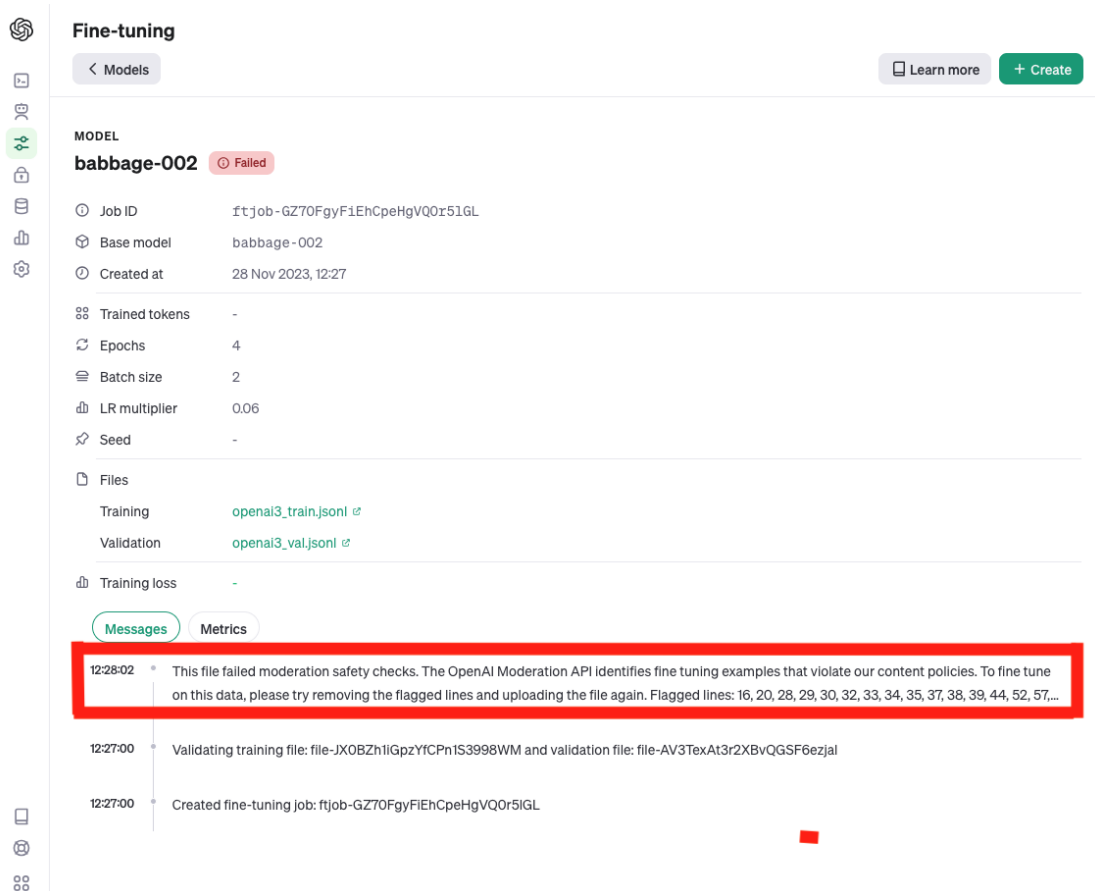 Fine-tuning
Models
Learn more
+ Create
MODEL
babbage-002
Failed
Job ID ftjob-GZ7OFgyFiEhCpeHgVQOr5lGL
Base model babbage-002
Created at 28 Nov 2023, 12:27
Trained tokens -
Epochs 4
Batch size 2
LR multiplier 0.06
Seed -
Files
Training openai3_train.jsonl
Validation openai3_val.jsonl
Training loss -
Messages Metrics
12:28:02 This file failed moderation safety checks. The OpenAI Moderation API identifies fine tuning examples that violate our content policies. To fine tune
on this data, please try removing the flagged lines and uploading the file again. Flagged lines: 16, 20, 28, 29, 30, 32, 33, 34, 35, 37, 38, 39, 44, 52, 57,...
12:27:00 Validating training file: file-JX0BZh1iGpzYfCPn1S3998WM and validation file: file-AV3TexAt3r2XBvQGSF6ezjal
12:27:00 Created fine-tuning job: ftjob-GZ7OFgyFiEhCpeHgVQOr5lGL